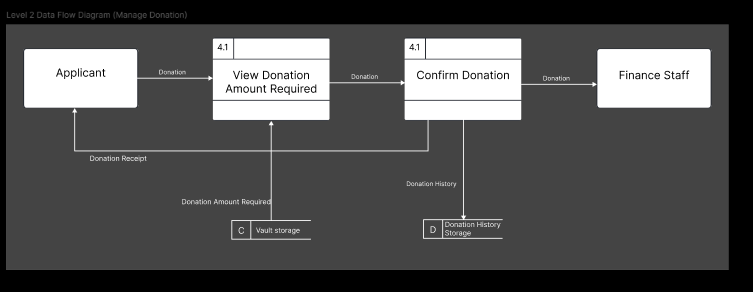 Level 2 Data Flow Diagram (Manage Donation)
4.1
4.1
Applicant
Donation
View Donation
Amount Required
Donation
Confirm Donation
Donation
Finance Staff
Donation Receipt
Donation History
Donation Amount Required
C
Vault storage
D
Donation History
Storage